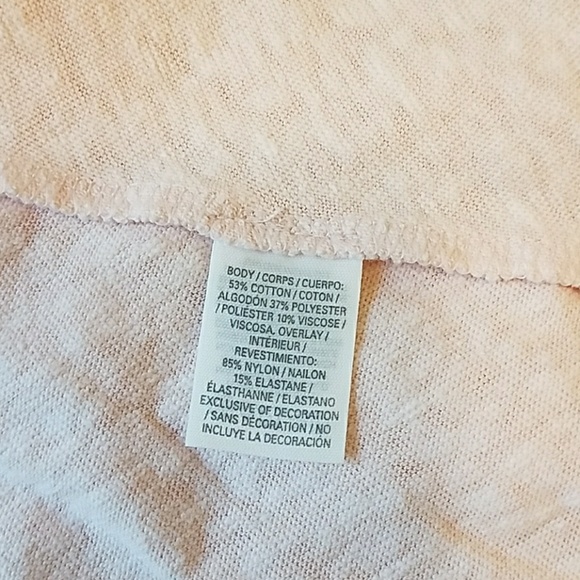 BODY / CORPS / CUERPO:
53% COTTON / COTON /
ALGODÓN 37% POLYESTER
/ POLIÉSTER 10% VISCOSE /
VISCOSA, OVERLAY /
INTÉRIEUR /
REVESTIMIENTO:
85% NYLON / NAILON
15% ELASTANE /
ÉLASTHANNE / ELASTANO
EXCLUSIVE OF DECORATION
/ SANS DÉCORATION / NO
INCLUYE LA DECORACIÓN